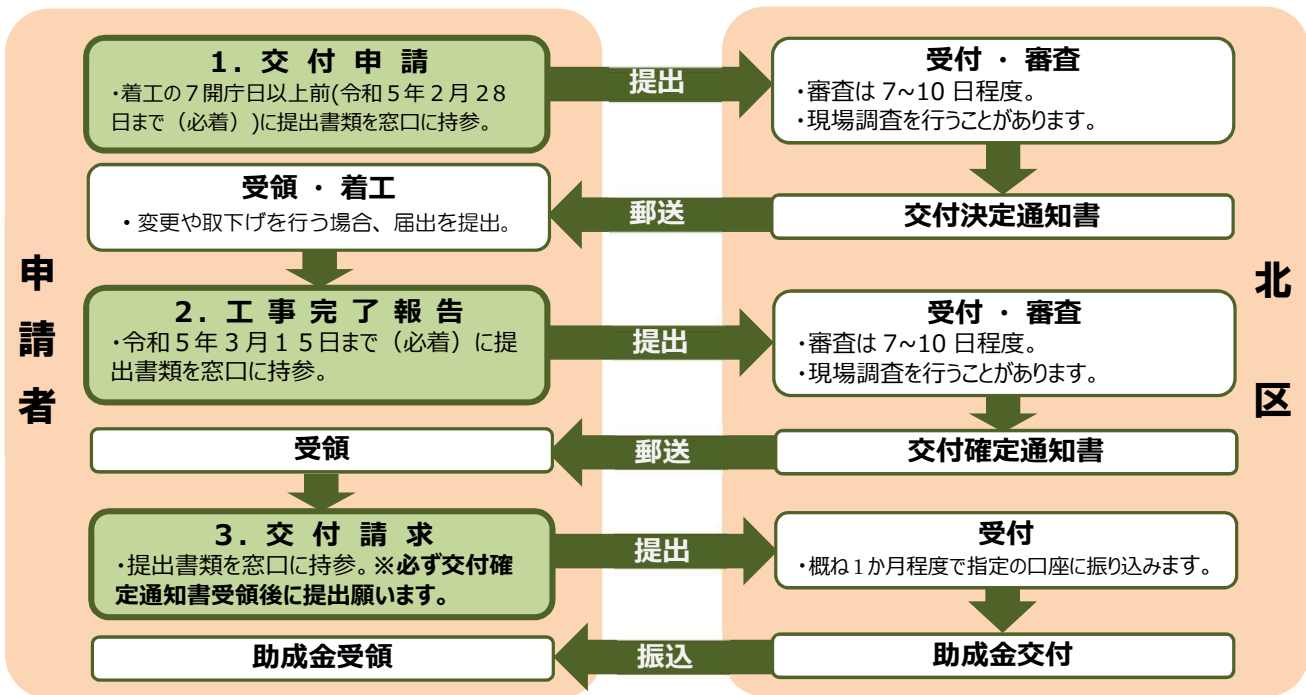 申請者
1．交付申請
・着工の７開庁日以上前(令和５年２月２８
日まで（必着）)に提出書類を窓口に持参。
提出
受付 ・ 審査
・審査は 7~10 日程度。
・現場調査を行うことがあります。
受領 ・ 着工
・変更や取下げを行う場合、届出を提出。
郵送
交付決定通知書
2．工事完了報告
・令和５年３月１５日まで（必着）に提
出書類を窓口に持参。
提出
受付 ・ 審査
・審査は 7~10 日程度。
・現場調査を行うことがあります。
受領
郵送
交付確定通知書
3．交付請求
・提出書類を窓口に持参。※必ず交付確
定通知書受領後に提出願います。
提出
受付
・概ね１か月程度で指定の口座に振り込みます。
助成金受領
振込
助成金交付
北区